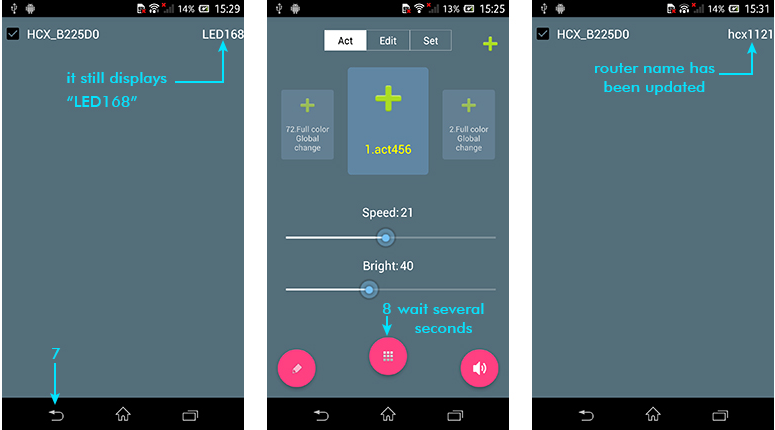 14% 15:29
HCX_B225D0 LED168
it still displays
"LED168"
7
13% 15:25
Act Edit Set
72.Full color
Global
change
1.act456
2.Full color
Global
change
Speed:21
Bright:40
8 wait several
seconds
14% 15:31
HCX_B225D0 hcx1121
router name has
been updated